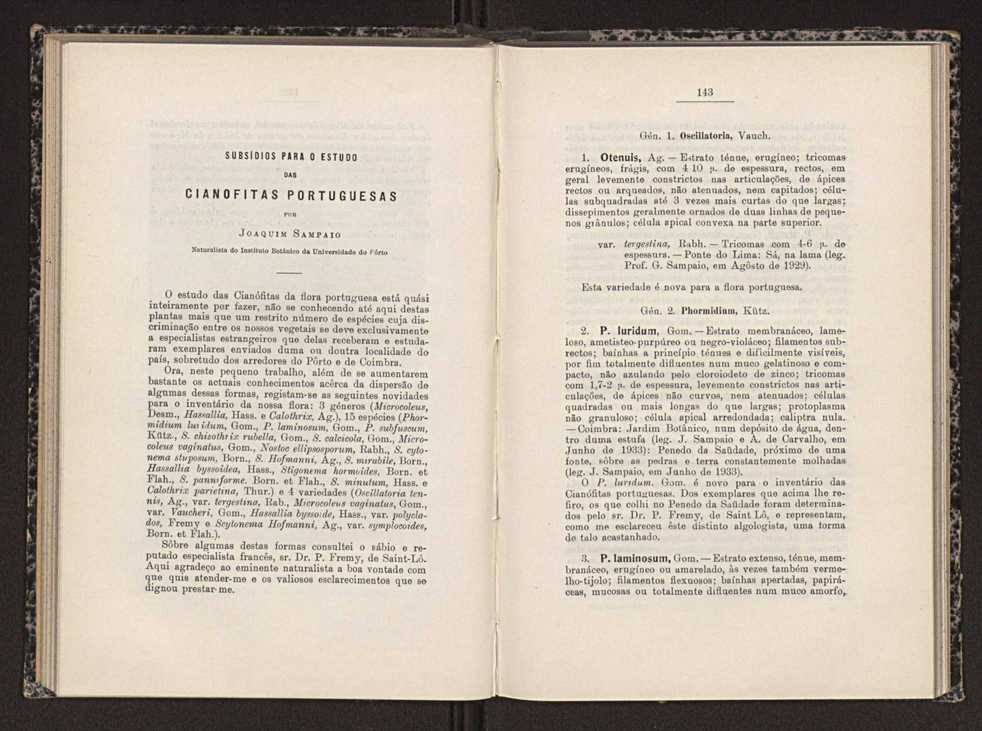 SUBSÍDIOS PARA O ESTUDO
DAS
CIANOFITAS PORTUGUESAS
POR
JOAQUIM SAMPAIO
Naturalista do Instituto Botânico da Universidade do Pôrto
O estudo das Cianófitas da flora portuguesa está quási
inteiramente por fazer, não se conhecendo até aqui destas
plantas mais que um restrito número de espécies cuja dis-
criminação entre os nossos vegetais se deve exclusivamente
a especialistas estrangeiros que delas receberam e estuda-
ram exemplares enviados duma ou doutra localidade do
país, sobretudo dos arredores do Pôrto e de Coimbra.
Ora, neste pequeno trabalho, além de se aumentarem
bastante os actuais conhecimentos acêrca da dispersão de
algumas dessas formas, registam-se as seguintes novidades
para o inventário da nossa flora: 3 géneros (Microcoleus,
Desm., Hassallia, Hass. e Calothrix, Ag.), 15 espécies (Phor-
midium luridum, Gom., P. laminosum, Gom., P. subfuscum,
Kütz., S. chizothrix rubella, Gom., S. calcicola, Gom., Micro-
coleus vaginatus, Gom., Nostoc ellipsosporum, Rabh., S. cyto-
nema stuposum, Born., S. Hofmanni, Ag., S. mirabile, Born.,
Hassallia byssoidea, Hass., Stigonema hormoides, Born. et
Flah., S. panniforme. Born. et Flah., S. minutum, Hass. e
Calothrix parietina, Thur.) e 4 variedades (Oscillatoria ten-
nis, Ag., var. tergestina, Rab., Microcoleus vaginatus, Gom.,
var. Vaucheri, Gom., Hassallia byssoide, Hass., var. polycla-
dos, Fremy e Scytonema Hofmanni, Ag., var. symplocoides,
Born. et Flah.).
Sôbre algumas destas formas consultei o sábio e re-
putado especialista francês, sr. Dr. P. Fremy, de Saint-Lô.
Aqui agradeço ao eminente naturalista a boa vontade com
que quis atender-me e os valiosos esclarecimentos que se
dignou prestar-me.
143
Gén. 1. Oscillatoria, Vauch.
1. Otenuis, Ag. — Estrato ténue, erugíneo; tricomas
erugíneos, frágis, com 4-10 µ. de espessura, rectos, em
geral levemente constrictos nas articulações, de ápices
rectos ou arqueados, não atenuados, nem capitados; célu-
las subquadradas até 3 vezes mais curtas do que largas;
dissepimentos geralmente ornados de duas linhas de peque-
nos grânulos; célula apical convexa na parte superior.
var. tergestina, Rabh. — Tricomas com 4-6 µ. de
espessura. — Ponte do Lima: Sá, na lama (leg.
Prof. G. Sampaio, em Agôsto de 1929).
Esta variedade é nova para a flora portuguesa.
Gén. 2. Phormidium, Kütz.
2. P. luridum, Gom. — Estrato membranáceo, lame-
loso, ametisteo-purpúreo ou negro-violáceo; filamentos sub-
rectos; baínhas a princípio ténues e dificilmente visíveis,
por fim totalmente difluentes num muco gelatinoso e com-
pacto, não azulando pelo cloroiodeto de zinco; tricomas
com 1,7-2 µ. de espessura, levemente constrictos nas arti-
culações, de ápices não curvos, nem atenuados; células
quadradas ou mais longas do que largas; protoplasma
não granuloso; célula apical arredondada; caliptra nula.
— Coimbra: Jardim Botânico, num depósito de água, den-
tro duma estufa (leg. J. Sampaio e A. de Carvalho, em
Junho de 1933): Penedo da Saüdade, próximo de uma
fonte, sôbre as pedras e terra constantemente molhadas
(leg. J. Sampaio, em Junho de 1933).
O P. luridum. Gom. é novo para o inventário das
Cianófitas portuguesas. Dos exemplares que acima lhe re-
firo, os que colhi no Penedo da Saüdade foram determina-
dos pelo sr. Dr. P. Fremy, de Saint Lô, e representam,
como me esclareceu êste distinto algologista, uma forma
de talo acastanhado.
3. P. laminosum, Gom. — Estrato extenso, ténue, mem-
branáceo, erugíneo ou amarelado, às vezes também verme-
lho-tijolo; filamentos flexuosos; baínhas apertadas, papirá-
ceas, mucosas ou totalmente difluentes num muco amorfo,